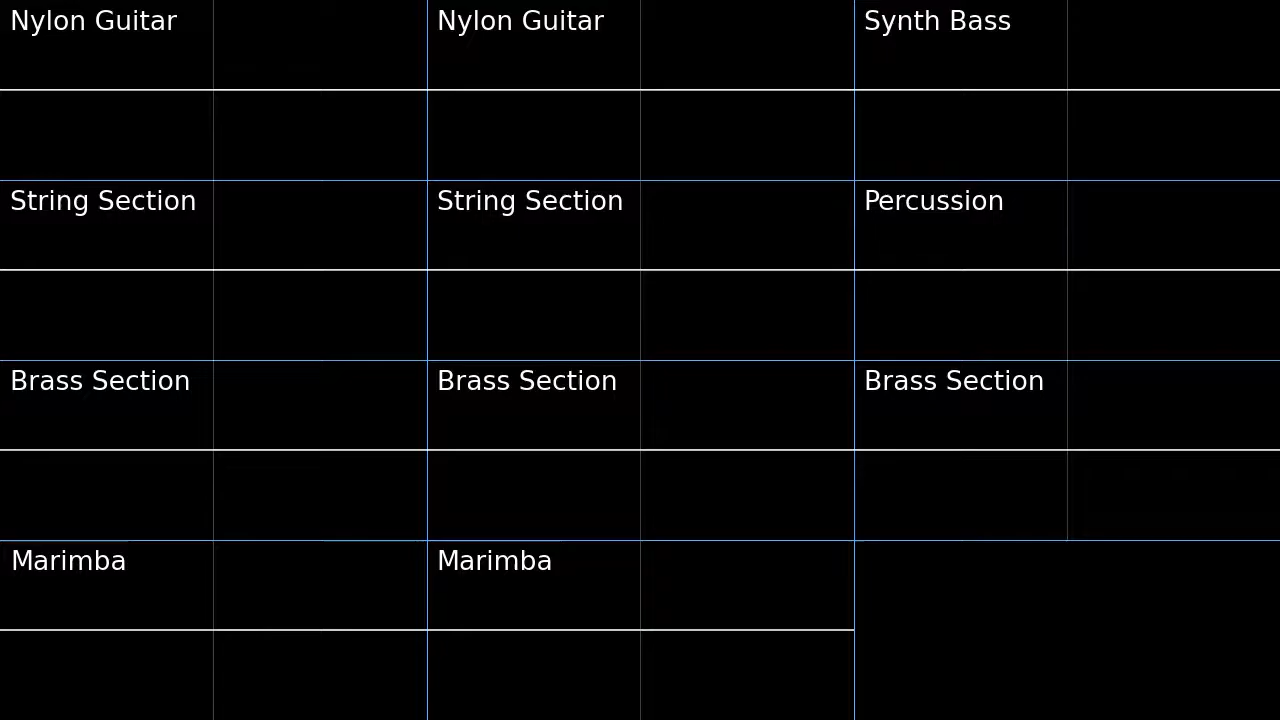 Nylon Guitar
Nylon Guitar
Synth Bass
String Section
String Section
Percussion
Brass Section
Brass Section
Brass Section
Marimba
Marimba